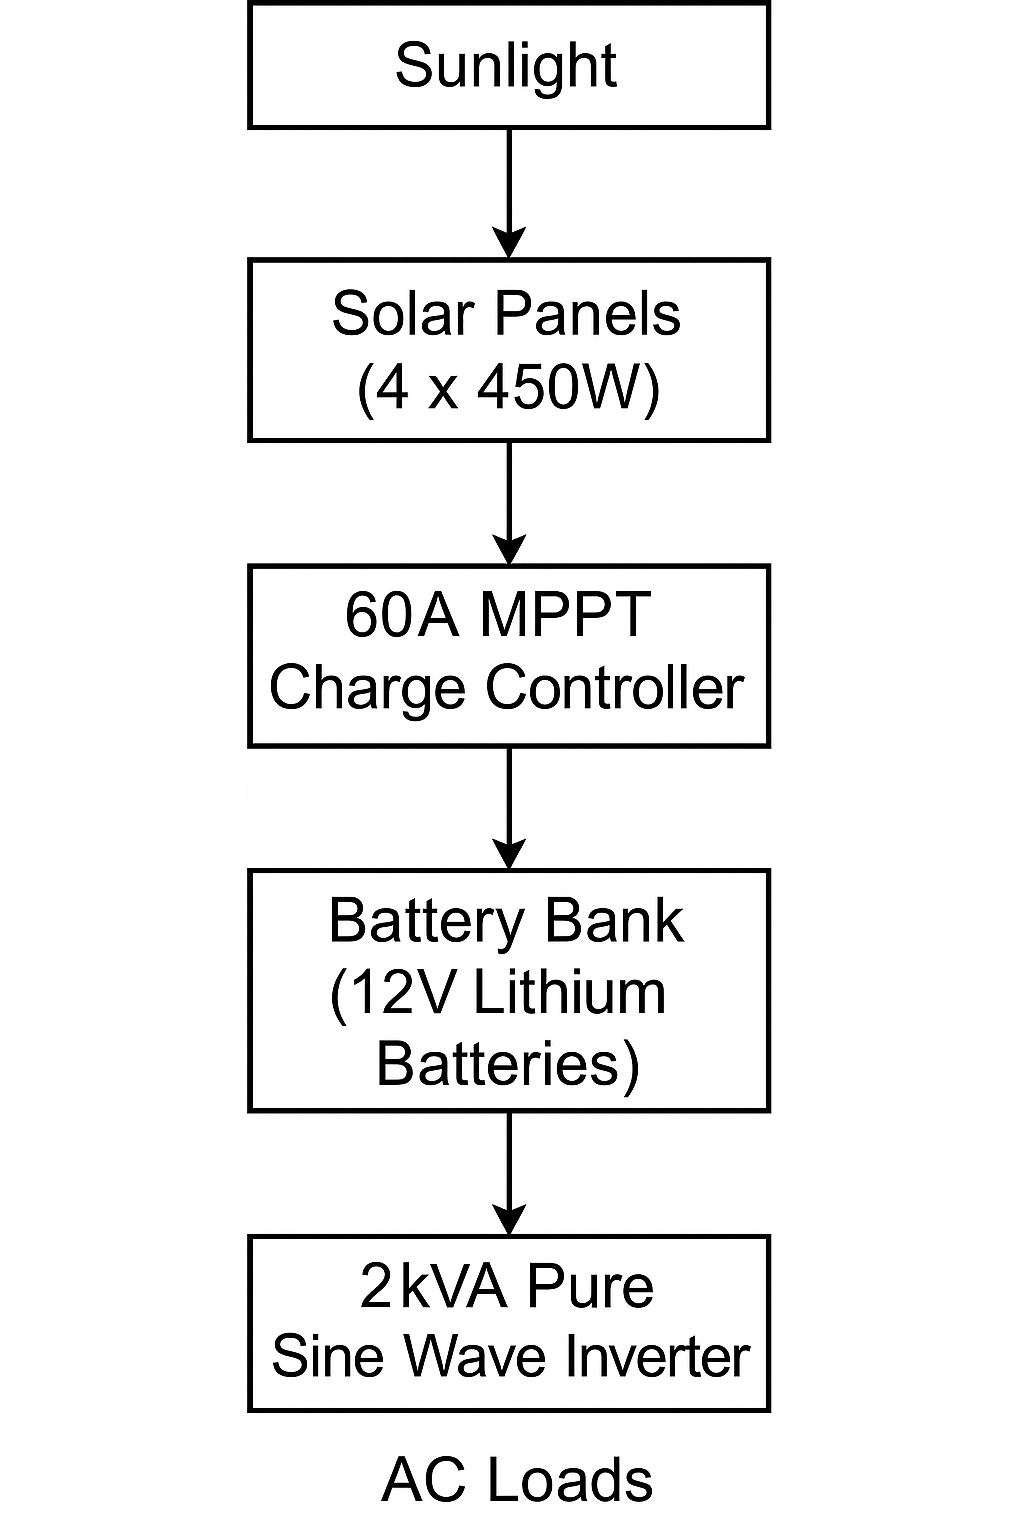 Sunlight
Solar Panels
(4 x 450W)
60A MPPT
Charge Controller
Battery Bank
(12V Lithium
Batteries)
2kVA Pure
Sine Wave Inverter
AC Loads